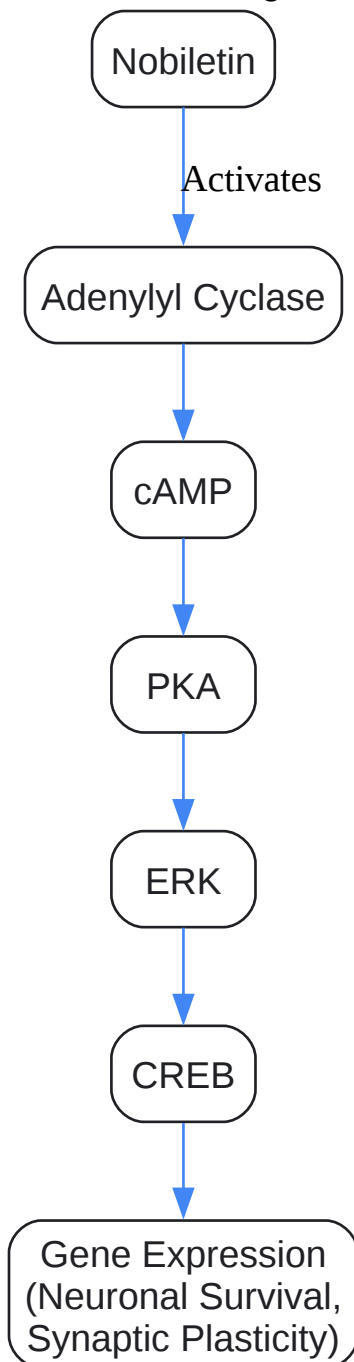 Nobiletin
Activates
Adenylyl Cyclase
cAMP
PKA
ERK
CREB
Gene Expression
(Neuronal Survival,
Synaptic Plasticity)